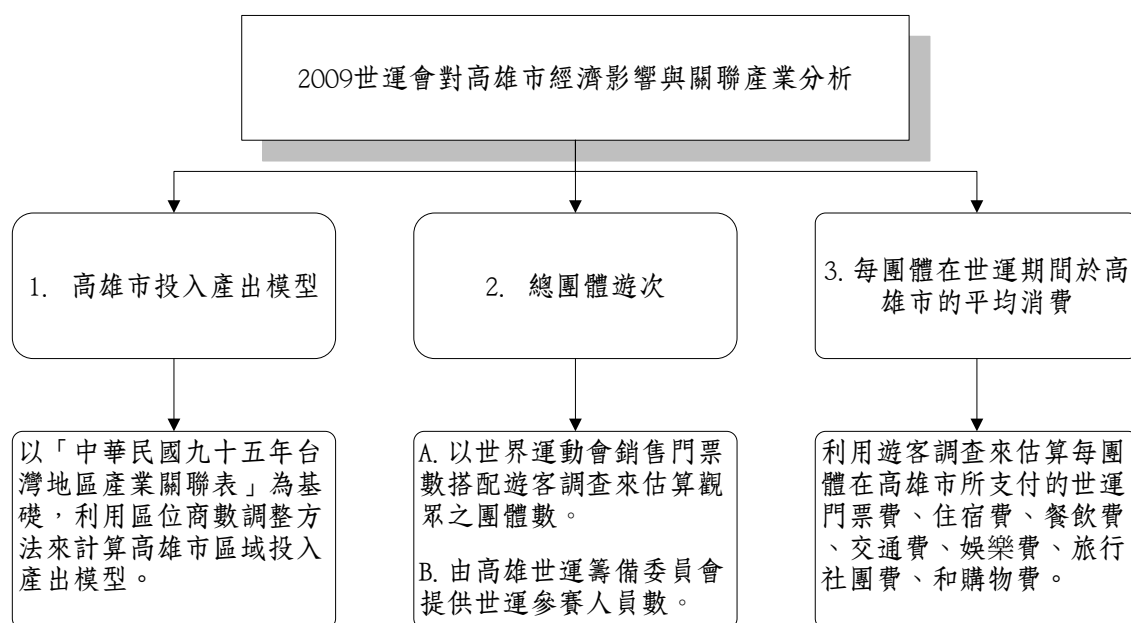 2009世運會對高雄市經濟影響與關聯產業分析
1. 高雄市投入產出模型
2. 總團體遊次
3. 每團體在世運期間於高
雄市的平均消費
以「中華民國九十五年台
灣地區產業關聯表」為基
礎，利用區位商數調整方
法來計算高雄市區域投入
產出模型。
A. 以世界運動會銷售門票
數搭配遊客調查來估算觀
眾之團體數。
B. 由高雄世運籌備委員會
提供世運參賽人員數。
利用遊客調查來估算每團
體在高雄市所支付的世運
門票費、住宿費、餐飲費
、交通費、娛樂費、旅行
社團費、和購物費。